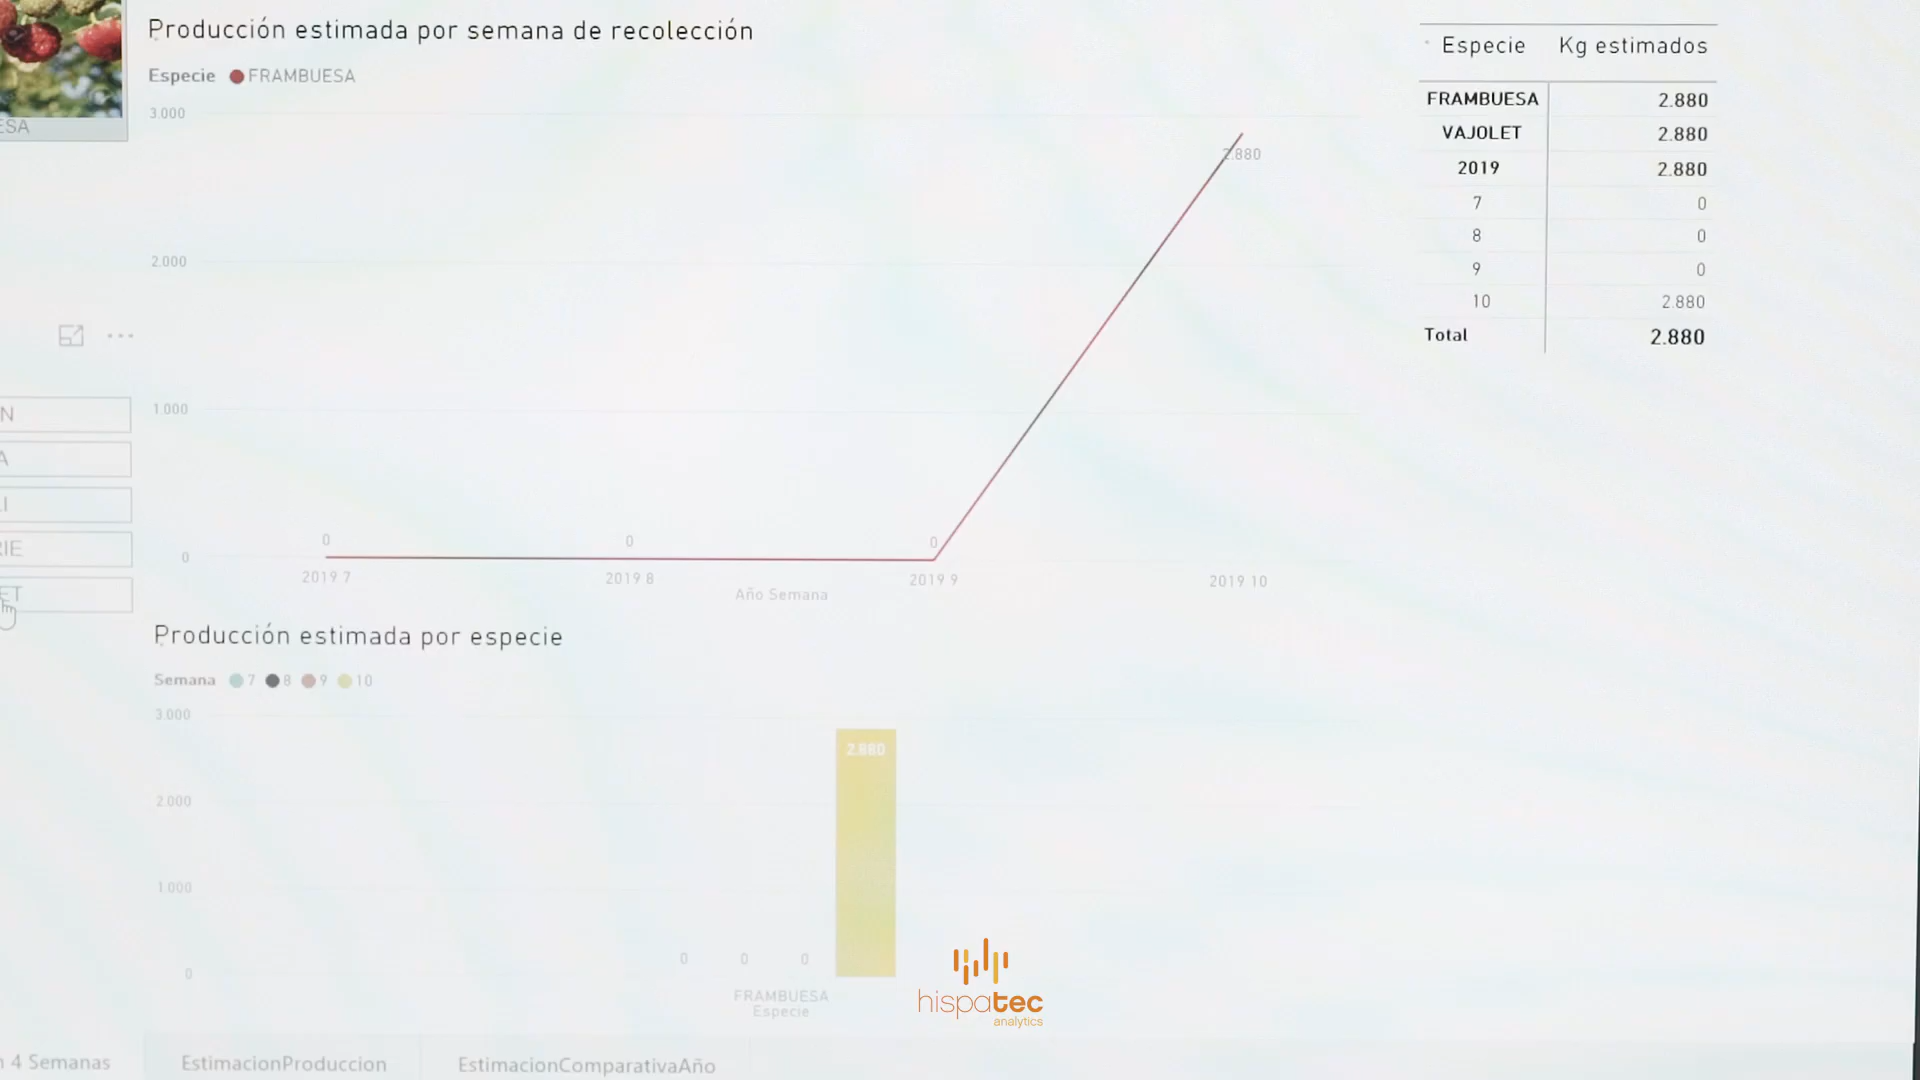 Producción estimada por semana de recolección
Especie FRAMBUESA
3.000
2.000
1.000
0
2.880
0
0
0
2019 7
2019 8
2019 9
2019 10
Año Semana
Especie Kg estimados
FRAMBUESA 2.880
VAJOLET 2.880
2019 2.880
7 0
8 0
9 0
10 2.880
Total 2.880
ESA
N
A
LI
RIE
ET
Producción estimada por especie
Semana 7 8 9 10
3.000
2.000
1.000
0
2.880
0
0
0
FRAMBUESA
Especie
hispatec
analytics
n 4 Semanas
EstimacionProduccion
EstimacionComparativaAño